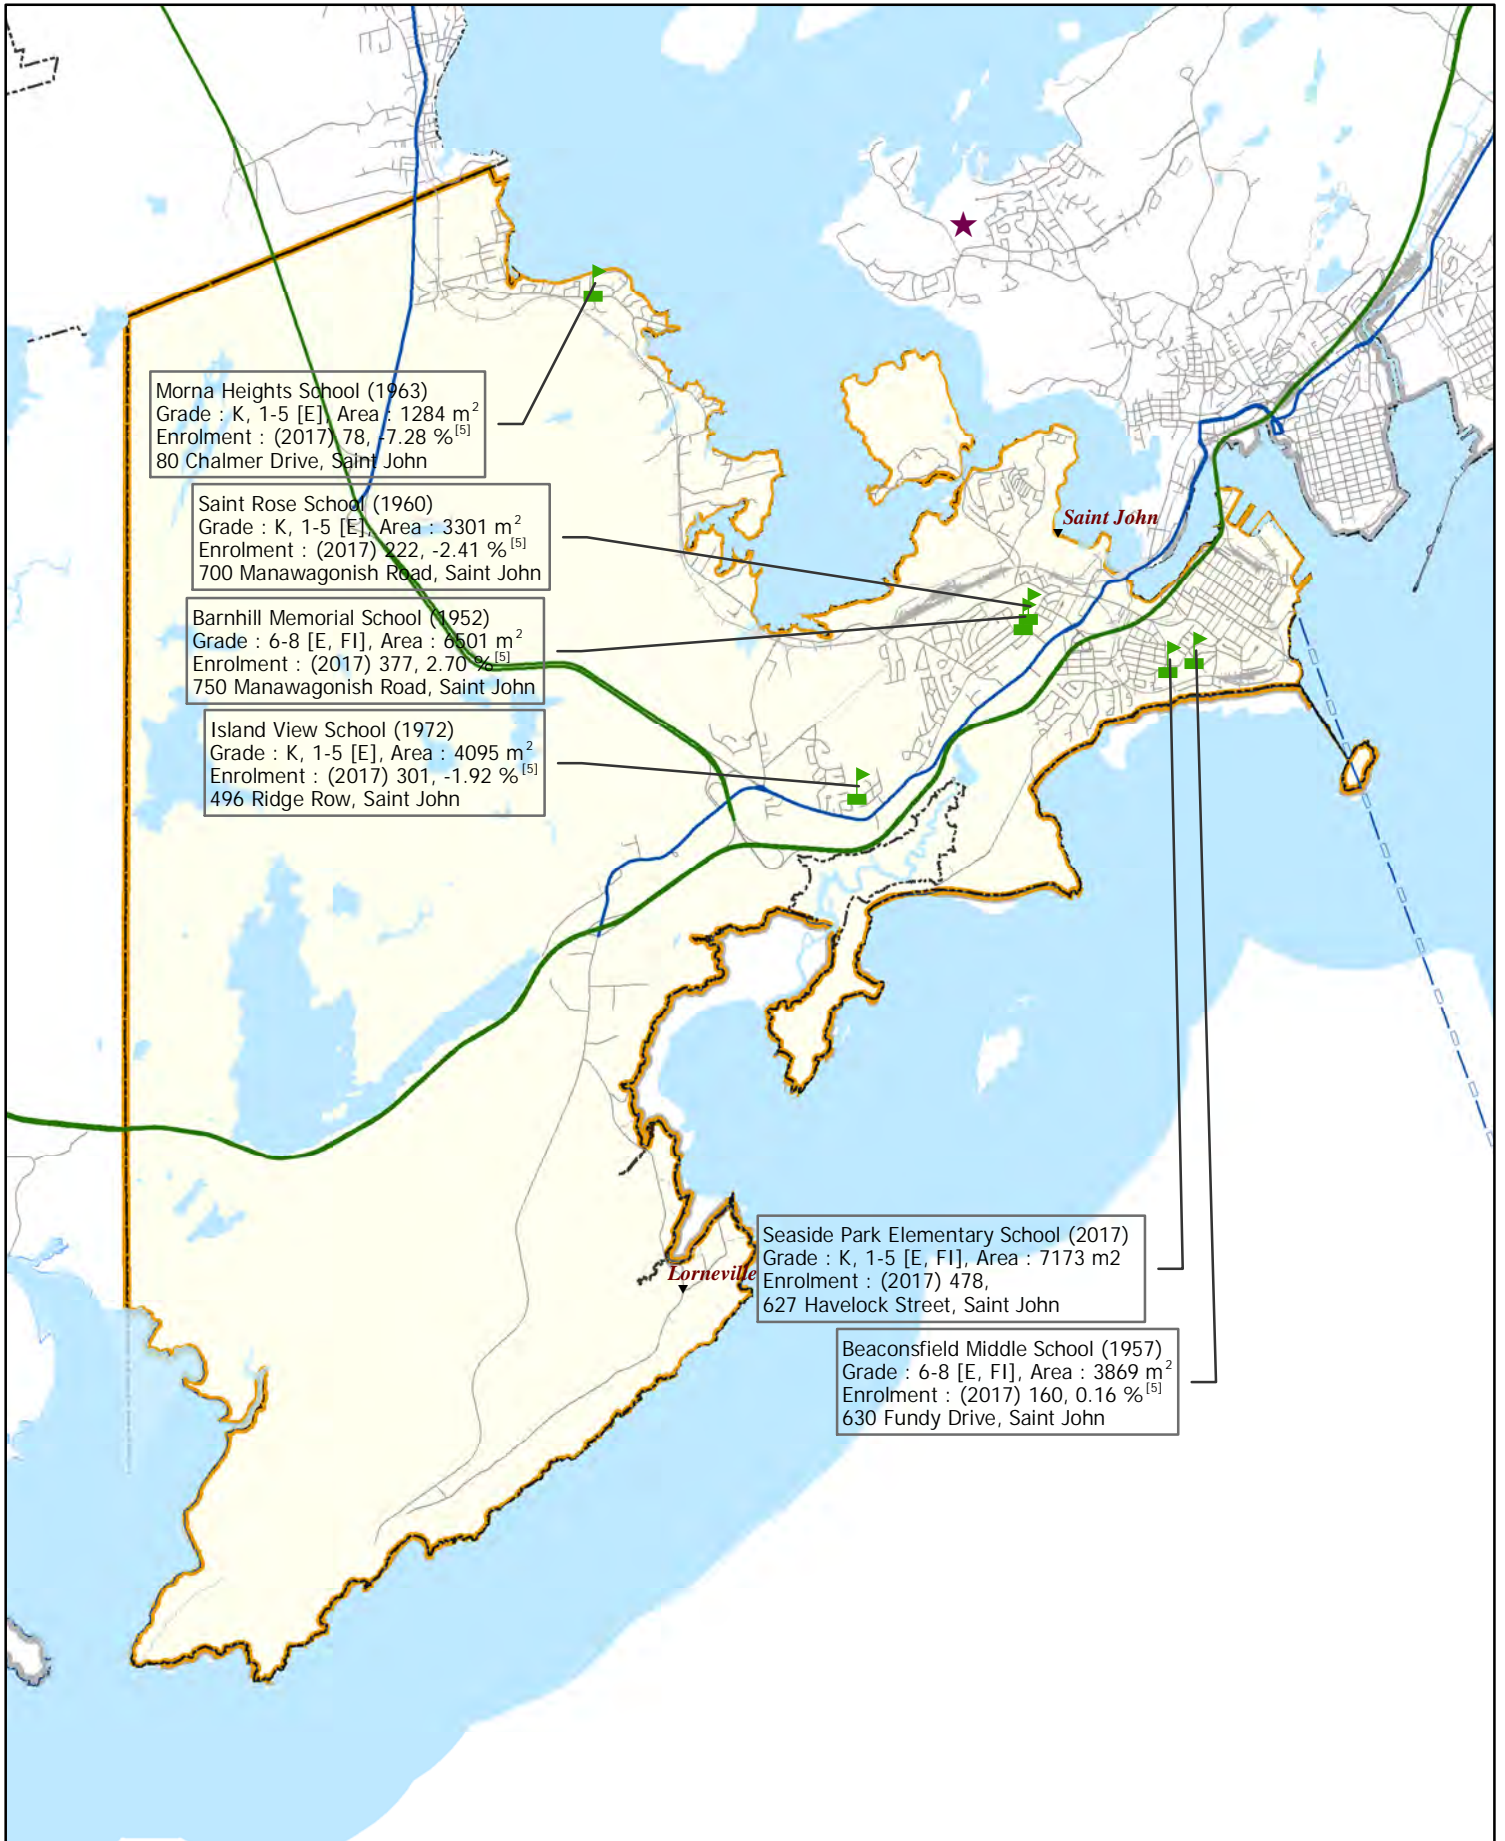 Morna Heights School (1963)
Grade : K, 1-5 [E], Area : 1284 m²
Enrolment : (2017) 78, -7.28 %[5]
80 Chalmer Drive, Saint John
Saint Rose School (1960)
Grade : K, 1-5 [E], Area : 3301 m²
Enrolment : (2017) 222, -2.41 %[5]
700 Manawagonish Road, Saint John
Saint John
Barnhill Memorial School (1952)
Grade : 6-8 [E, FI], Area : 6501 m²
Enrolment : (2017) 377, 2.70 %[5]
750 Manawagonish Road, Saint John
Island View School (1972)
Grade : K, 1-5 [E], Area : 4095 m²
Enrolment : (2017) 301, -1.92 %[5]
496 Ridge Row, Saint John
Seaside Park Elementary School (2017)
Grade : K, 1-5 [E, FI], Area : 7173 m2
Enrolment : (2017) 478,
627 Havelock Street, Saint John
Lorneville
Beaconsfield Middle School (1957)
Grade : 6-8 [E, FI], Area : 3869 m²
Enrolment : (2017) 160, 0.16 %[5]
630 Fundy Drive, Saint John